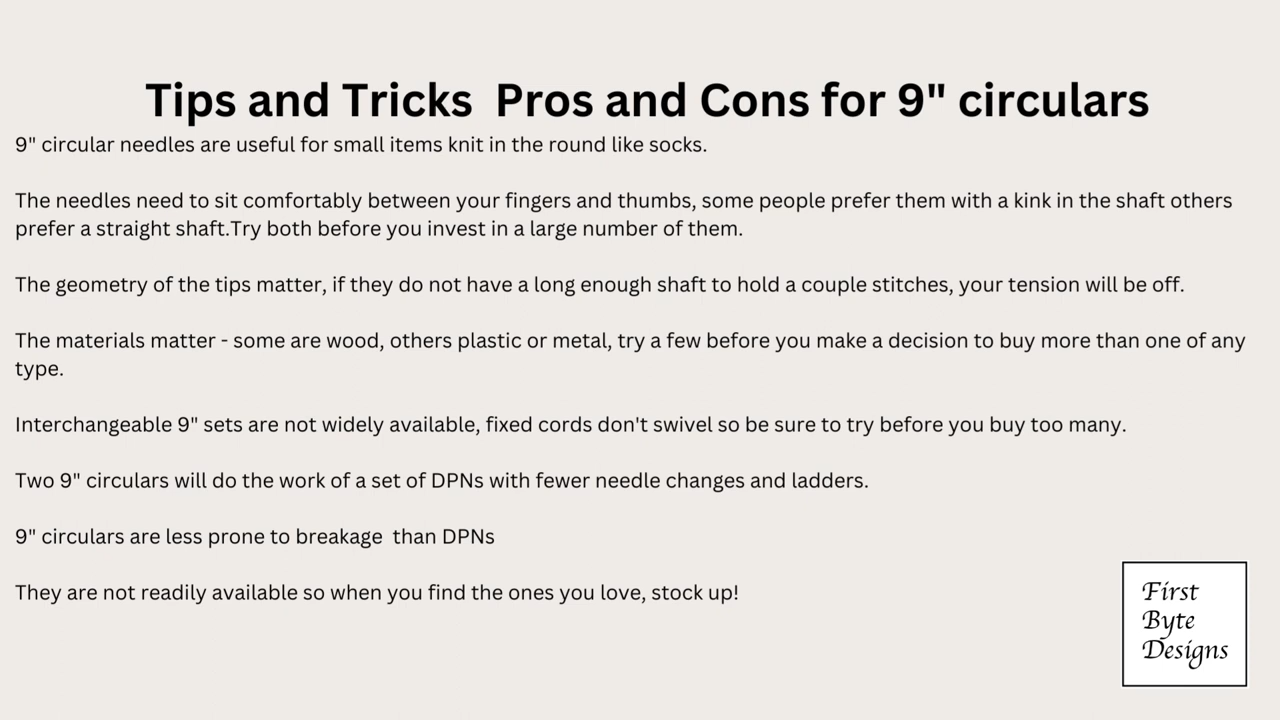 Tips and Tricks  Pros and Cons for 9" circulars
9" circular needles are useful for small items knit in the round like socks.
The needles need to sit comfortably between your fingers and thumbs, some people prefer them with a kink in the shaft others
prefer a straight shaft.Try both before you invest in a large number of them.
The geometry of the tips matter, if they do not have a long enough shaft to hold a couple stitches, your tension will be off.
The materials matter - some are wood, others plastic or metal, try a few before you make a decision to buy more than one of any
type.
Interchangeable 9" sets are not widely available, fixed cords don't swivel so be sure to try before you buy too many.
Two 9" circulars will do the work of a set of DPNs with fewer needle changes and ladders.
9" circulars are less prone to breakage  than DPNs
They are not readily available so when you find the ones you love, stock up!
First
Byte
Designs